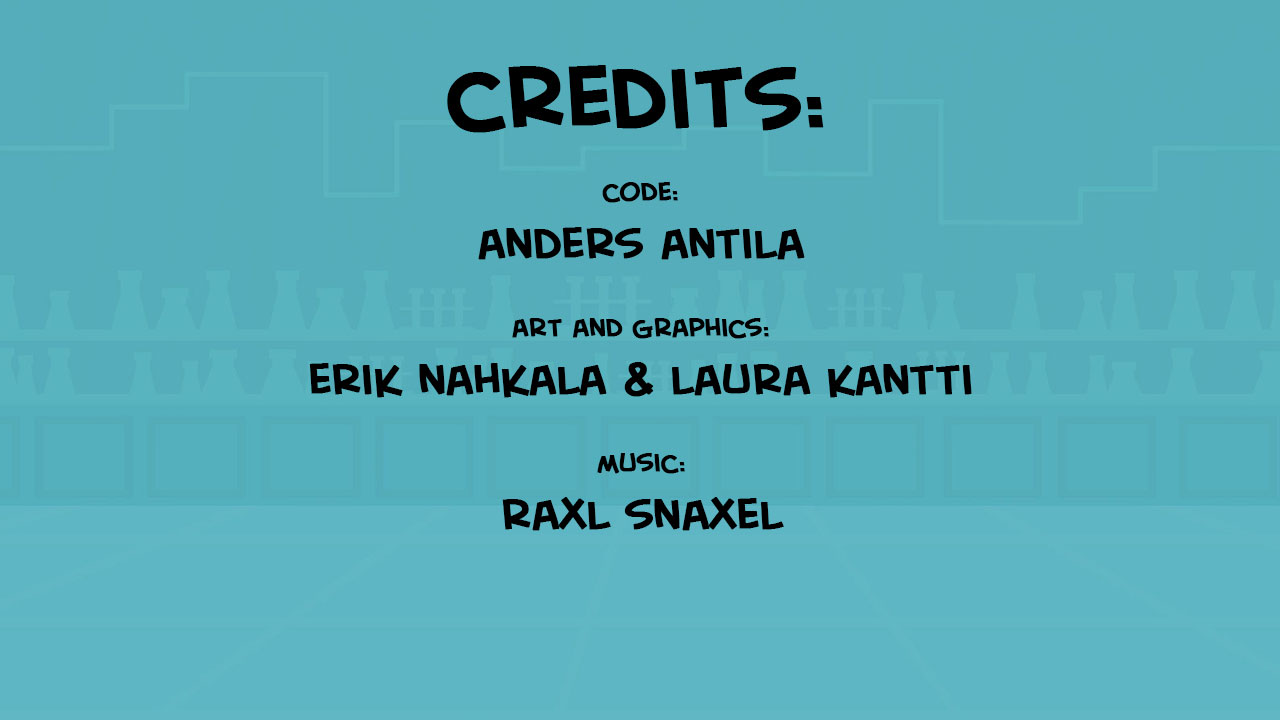 CREDITS:
CODE:
ANDERS ANTILA
ART AND GRAPHICS:
ERIK NAHKALA & LAURA KANTTI
MUSIC:
RAXL SNAXEL